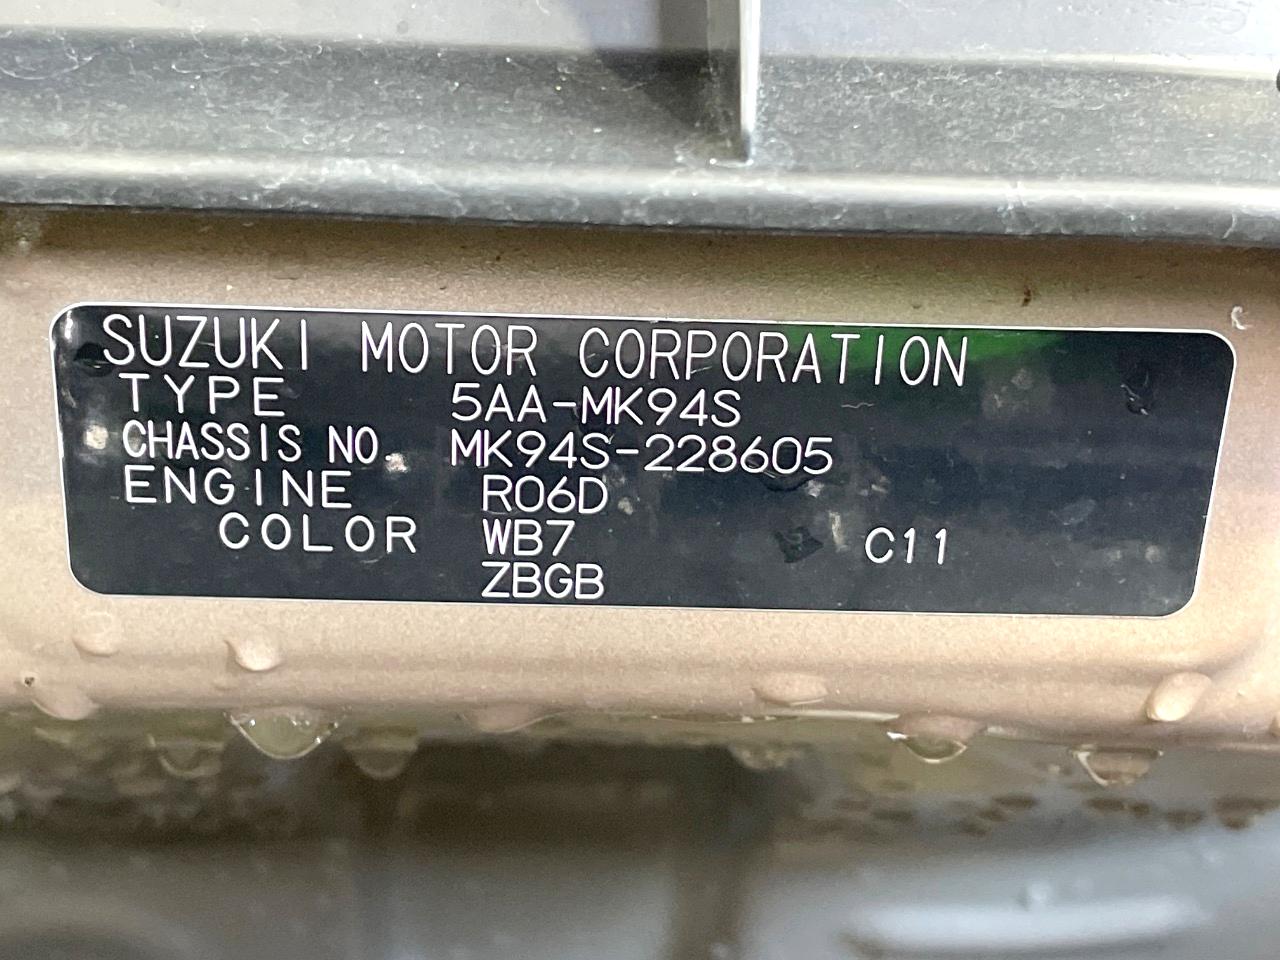 SUZUKI MOTOR CORPORATION
TYPE 5AA-MK94S
CHASSIS NO. MK94S-228605
ENGINE R06D
COLOR WB7 C11
ZBGB